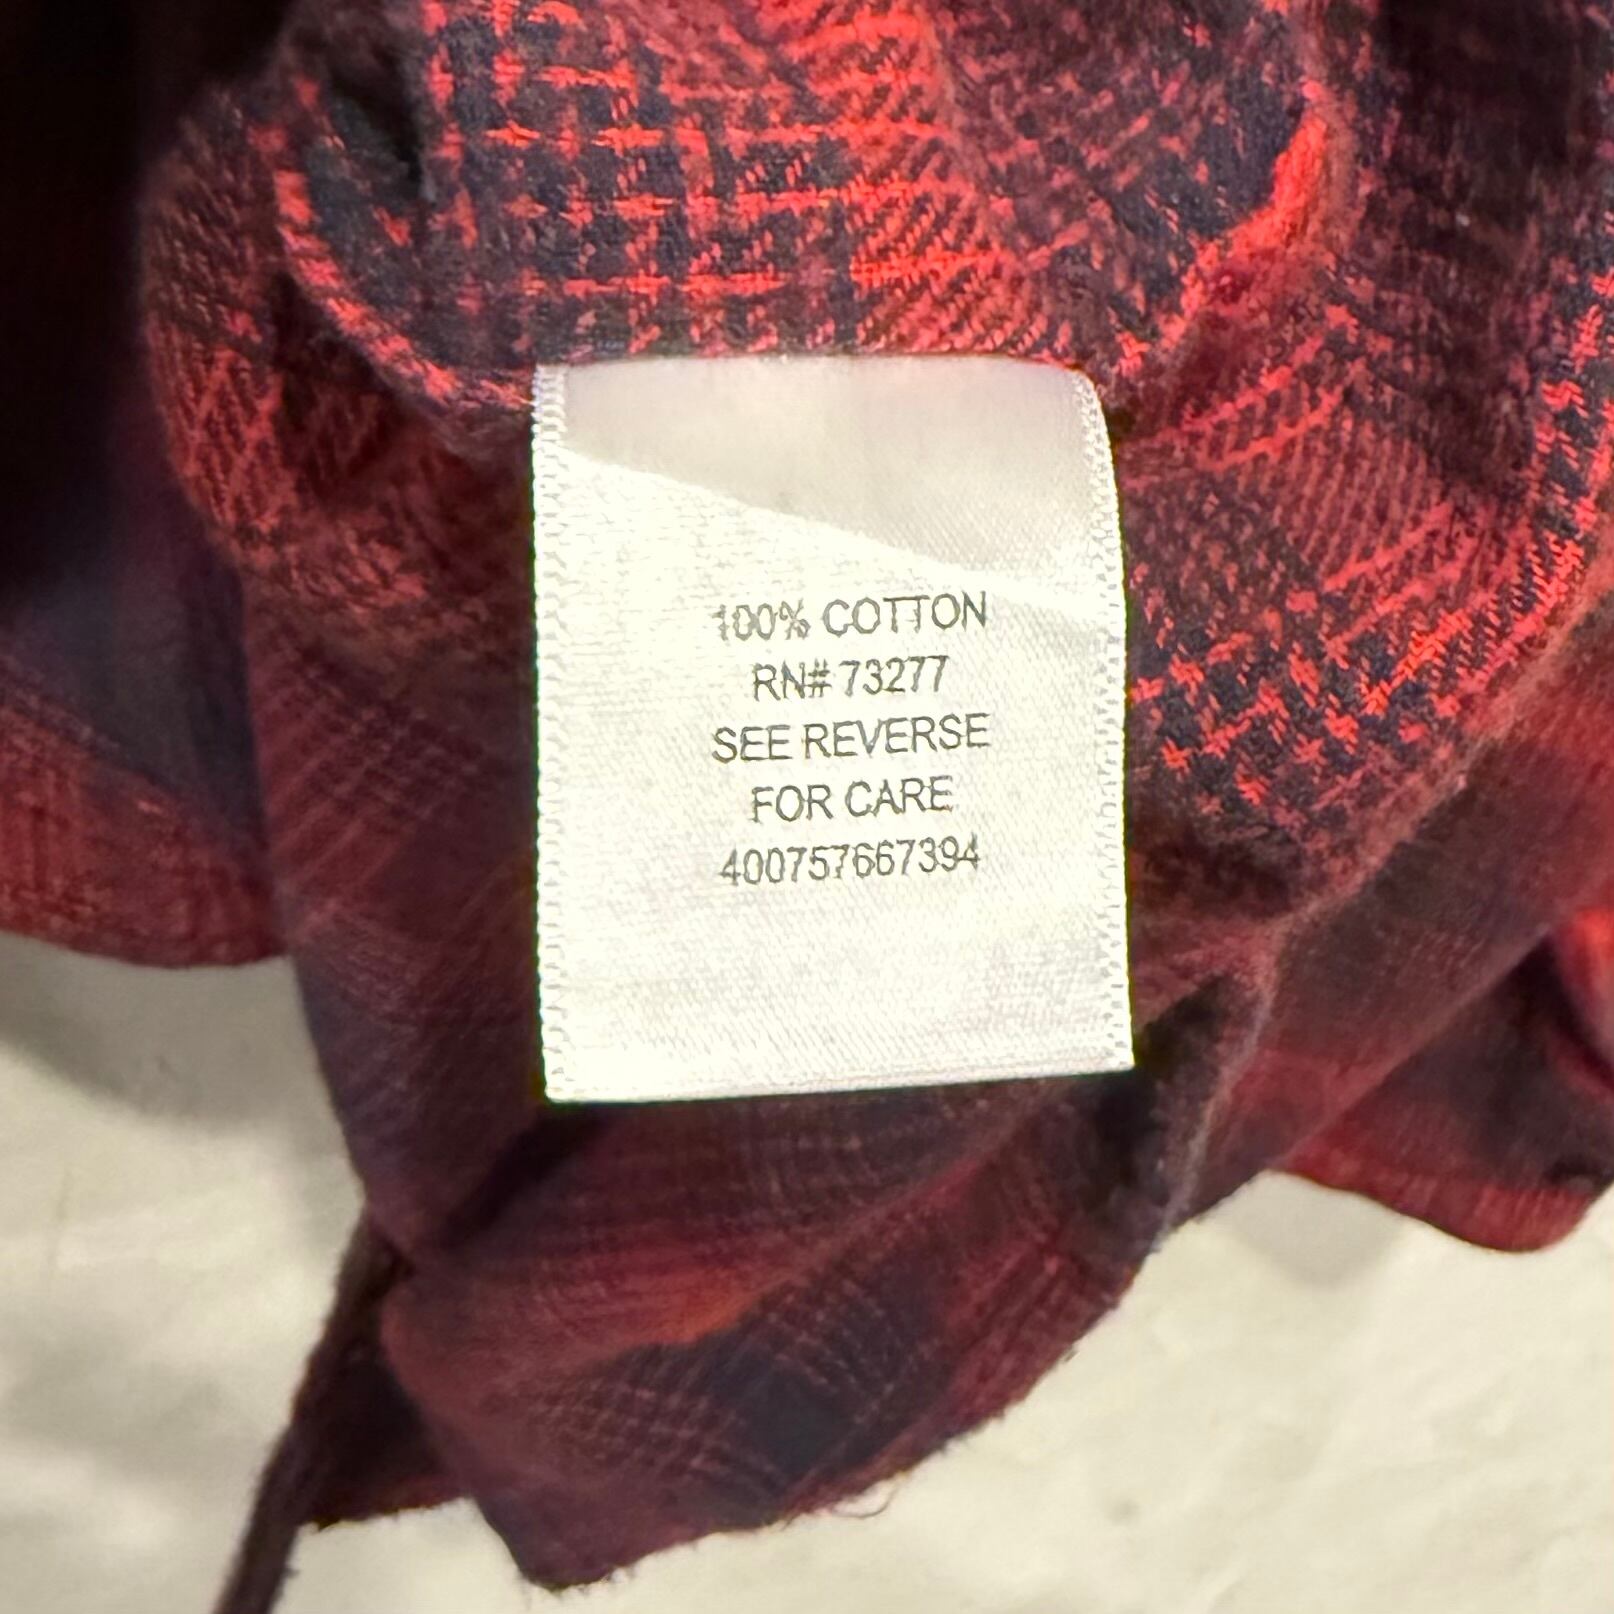 100% COTTON
RN# 73277
SEE REVERSE
FOR CARE
400757667394